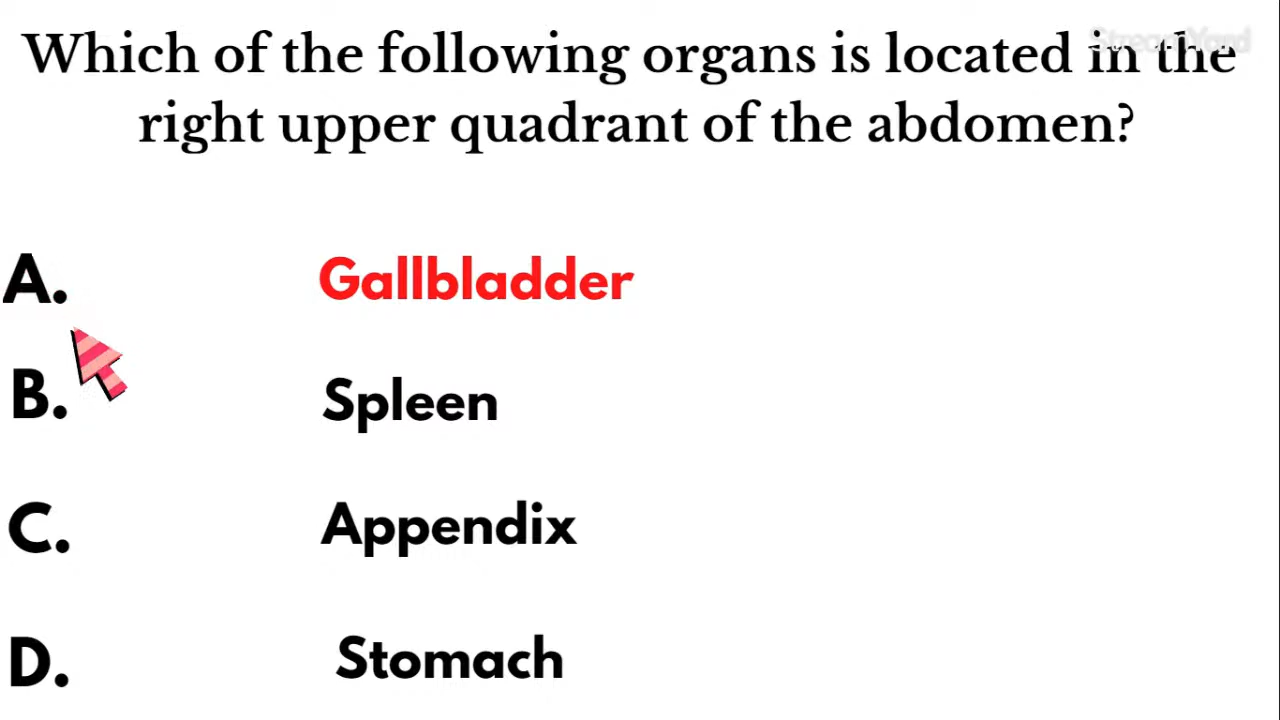 StreamYard
Which of the following organs is located in the
right upper quadrant of the abdomen?
A. Gallbladder
B. Spleen
C. Appendix
D. Stomach